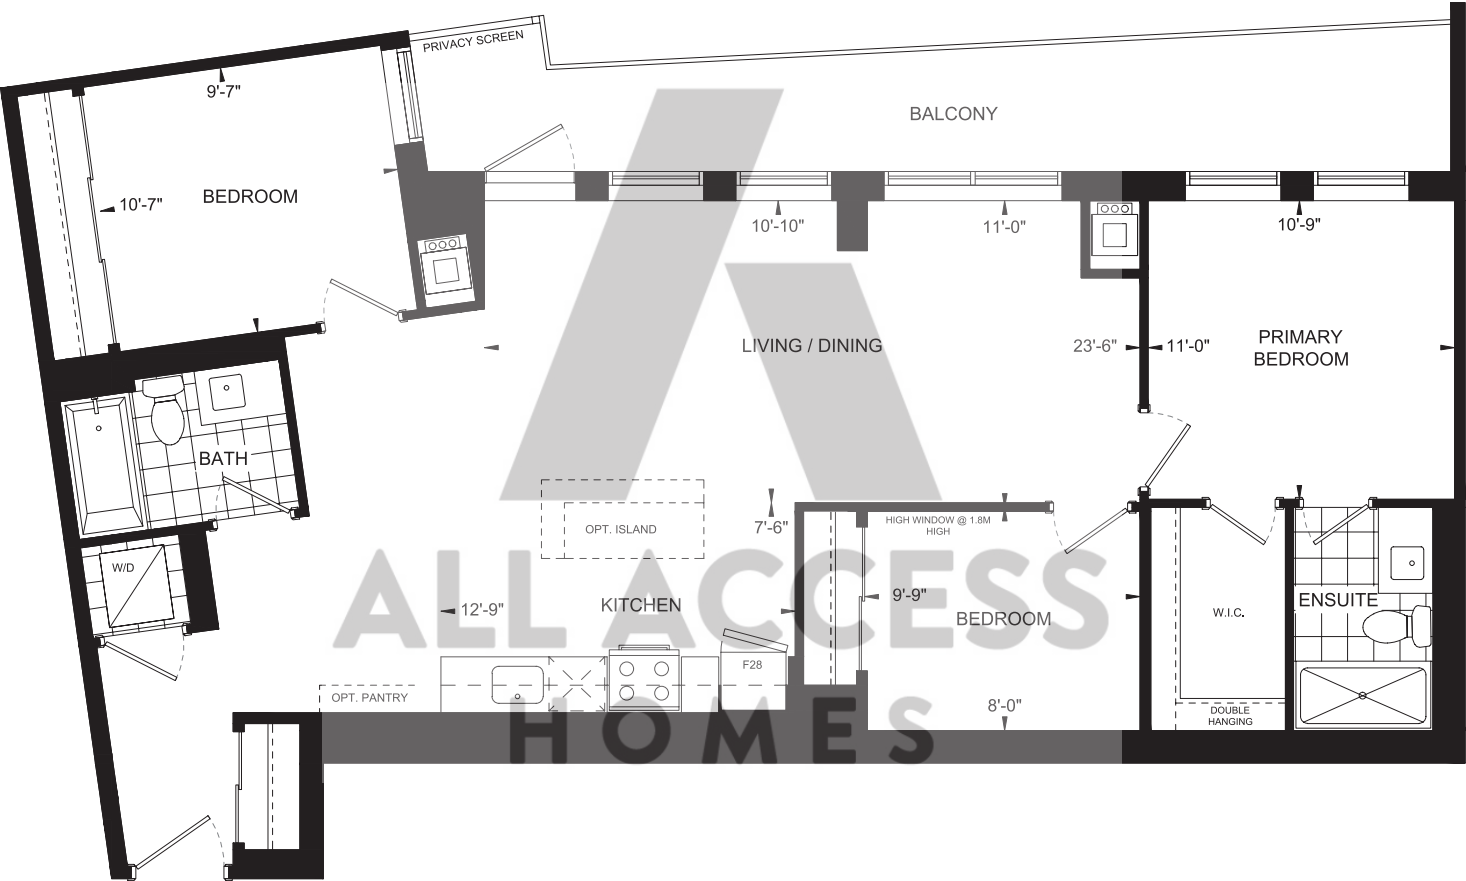 PRIVACY SCREEN
9'-7"
BALCONY
BEDROOM
10'-7"
10'-10"
11'-0"
10'-9"
LIVING / DINING
23'-6"
11'-0"
PRIMARY
BEDROOM
BATH
OPT. ISLAND
7'-6"
HIGH WINDOW @ 1.8M
HIGH
W/D
12'-9"
KITCHEN
9'-9"
BEDROOM
W.I.C.
ENSUITE
ALL ACCESS
HOMES
F28
OPT. PANTRY
8'-0"
DOUBLE
HANGING